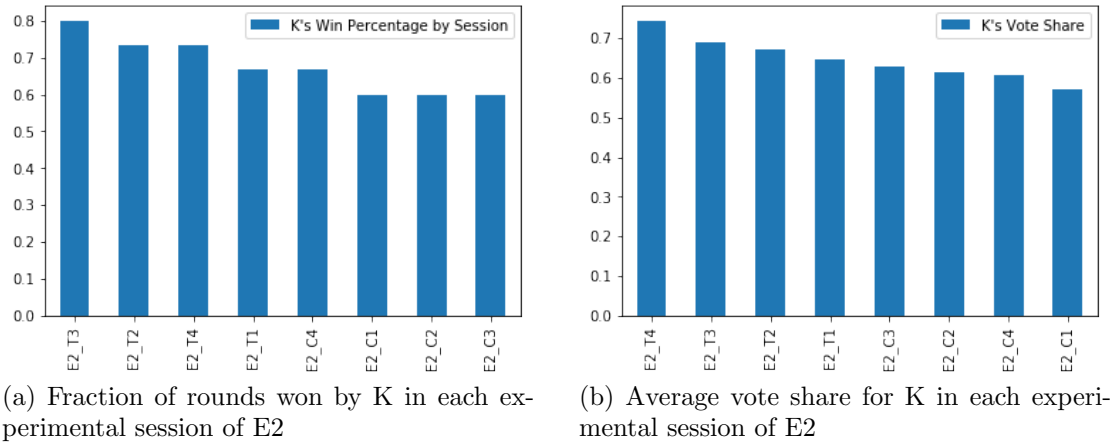 K's Win Percentage by Session
0.8
0.7
0.6
0.5
0.4
0.3
0.2
0.1
0.0
E2_T3
E2_T2
E2_T4
E2_T1
E2_C4
E2_C1
E2_C2
E2_C3
(a) Fraction of rounds won by K in each ex-
perimental session of E2
K's Vote Share
0.7
0.6
0.5
0.4
0.3
0.2
0.1
0.0
E2_T4
E2_T3
E2_T2
E2_T1
E2_C3
E2_C2
E2_C4
E2_C1
(b) Average vote share for K in each experi-
mental session of E2